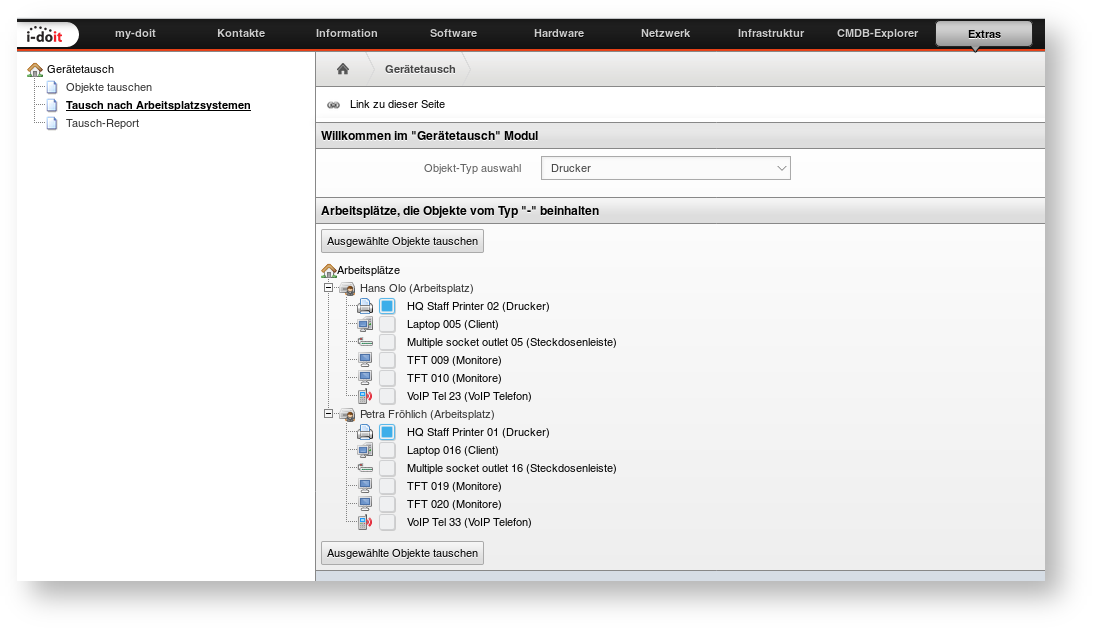 i-doit
my-doit Kontakte Information Software Hardware Netzwerk Infrastruktur CMDB-Explorer Extras
Gerätetausch
Objekte tauschen
Tausch nach Arbeitsplatzsystemen
Tausch-Report
Gerätetausch
Link zu dieser Seite
Willkommen im "Gerätetausch" Modul
Objekt-Typ auswahl Drucker
Arbeitsplätze, die Objekte vom Typ "-" beinhalten
Ausgewählte Objekte tauschen
Arbeitsplätze
Hans Olo (Arbeitsplatz)
HQ Staff Printer 02 (Drucker)
Laptop 005 (Client)
Multiple socket outlet 05 (Steckdosenleiste)
TFT 009 (Monitore)
TFT 010 (Monitore)
VoIP Tel 23 (VoIP Telefon)
Petra Fröhlich (Arbeitsplatz)
HQ Staff Printer 01 (Drucker)
Laptop 016 (Client)
Multiple socket outlet 16 (Steckdosenleiste)
TFT 019 (Monitore)
TFT 020 (Monitore)
VoIP Tel 33 (VoIP Telefon)
Ausgewählte Objekte tauschen